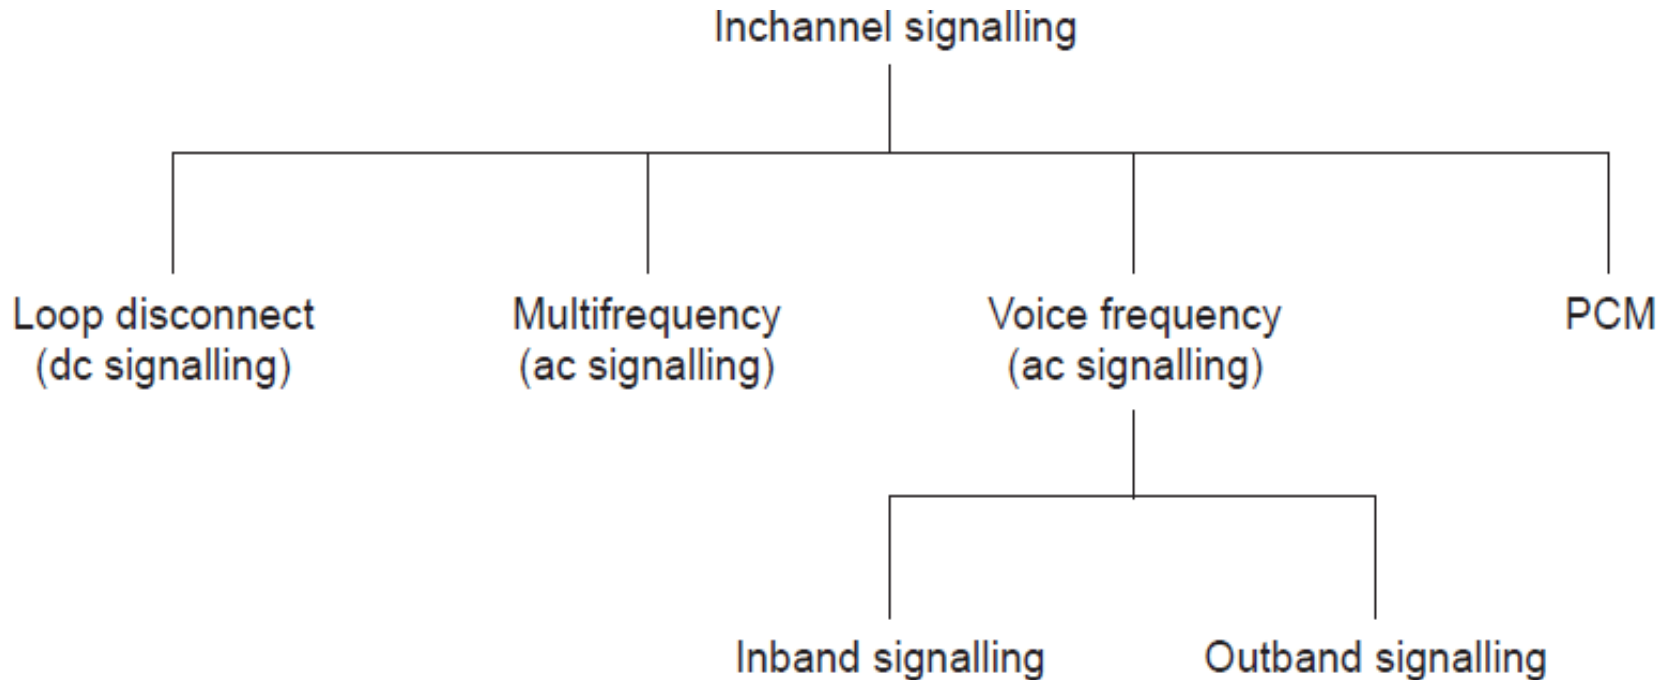 Inchannel signalling
Loop disconnect
(dc signalling)
Multifrequency
(ac signalling)
Voice frequency
(ac signalling)
PCM
Inband signalling
Outband signalling